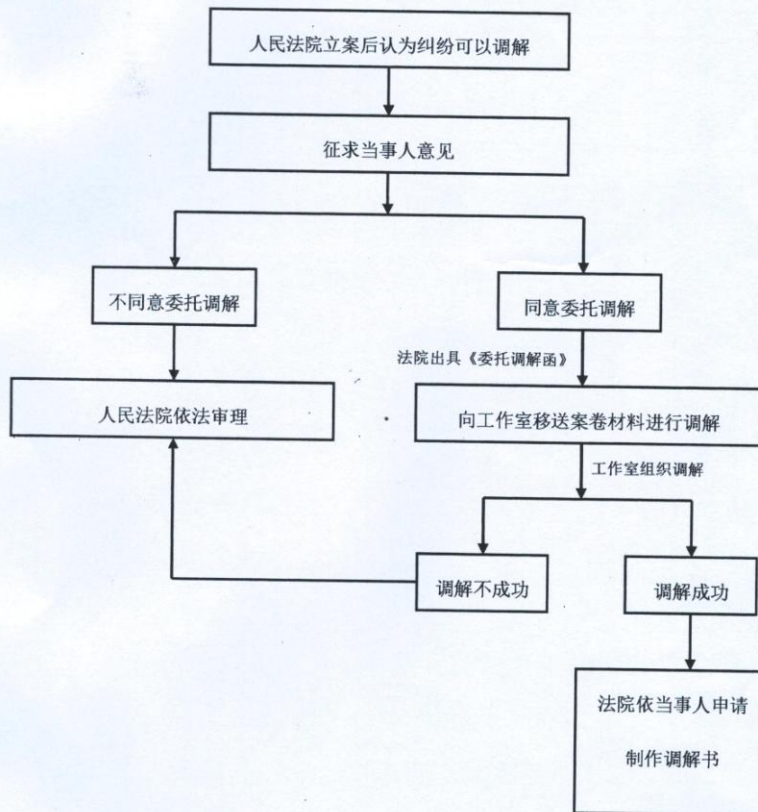 人民法院立案后认为纠纷可以调解
征求当事人意见
不同意委托调解
同意委托调解
法院出具《委托调解函》
人民法院依法审理
向工作室移送案卷材料进行调解
工作室组织调解
调解不成功
调解成功
法院依当事人申请
制作调解书